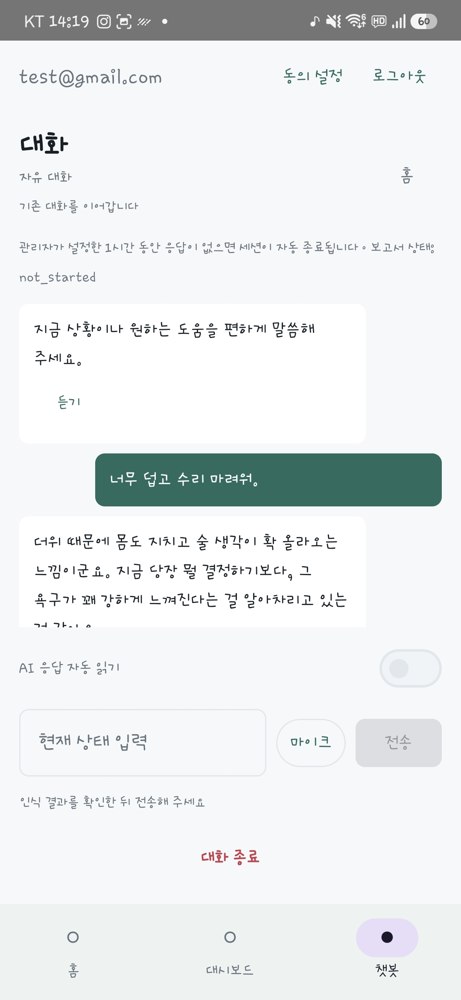 KT 14:19
6 HD 60
test@gmail.com 동의 설정 로그아웃
대화
자유 대화 홈
기존 대화를 이어갑니다
관리자가 설정한 1시간 동안 응답이 없으면 세션이 자동 종료됩니다. 보고서 상태:
not_started
지금 상황이나 원하는 도움을 편하게 말씀해
주세요.
듣기
너무 덥고 수리 마려워.
더위 때문에 몸도 지치고 술 생각이 확 올라오는
느낌이군요. 지금 당장 뭘 결정하기보다, 그
욕구가 꽤 강하게 느껴진다는 걸 알아차리고 있는
AI 응답 자동 읽기
현재 상태 입력 마이크 전송
인식 결과를 확인한 뒤 전송해 주세요
대화 종료
홈 대시보드 챗봇